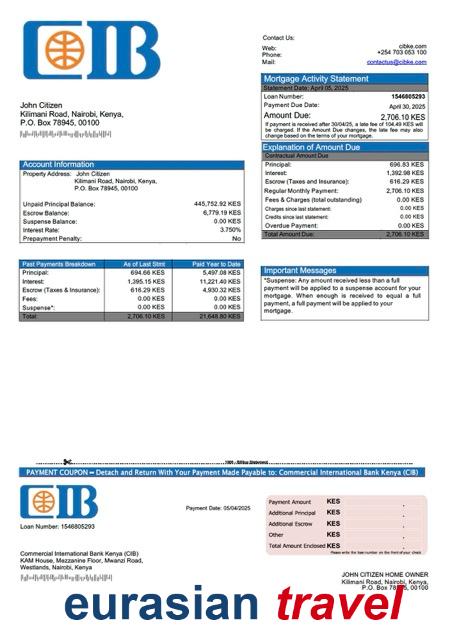 CIB
Contact Us:
Web: cibke.com
Phone: +254 703 053 100
Mail: contactus@cibke.com
John Citizen
Kilimani Road, Nairobi, Kenya,
P.O. Box 78945, 00100
Mortgage Activity Statement
Statement Date: April 05, 2025
Loan Number: 1546805293
Payment Due Date: April 30, 2025
Amount Due: 2,706.10 KES
If payment is received after 30/04/25, a late fee of 104.49 KES will
be charged. If the Amount Due changes, the late fee may also
change based on the terms of your mortgage.
Explanation of Amount Due
Contractual Amount Due
Principal: 696.83 KES
Interest: 1,392.98 KES
Escrow (Taxes and Insurance): 616.29 KES
Regular Monthly Payment: 2,706.10 KES
Fees & Charges (total outstanding) 0.00 KES
Charges since last statement: 0.00 KES
Credits since last statement: 0.00 KES
Overdue Payment: 0.00 KES
Total Amount Due: 2,706.10 KES
Account Information
Property Address: John Citizen
Kilimani Road, Nairobi, Kenya,
P.O. Box 78945, 00100
Unpaid Principal Balance: 445,752.92 KES
Escrow Balance: 6,779.19 KES
Suspense Balance: 0.00 KES
Interest Rate: 3.750%
Prepayment Penalty: No
Past Payments Breakdown As of Last Stmt Paid Year to Date
Principal: 694.66 KES 5,497.08 KES
Interest: 1,395.15 KES 11,221.40 KES
Escrow (Taxes & Insurance): 616.29 KES 4,930.32 KES
Fees: 0.00 KES 0.00 KES
Suspense*: 0.00 KES 0.00 KES
Total: 2,706.10 KES 21,648.80 KES
Important Messages
*Suspense: Any amount received less than a full
payment will be applied to a suspense account for your
mortgage. When enough is received to equal a full
payment, a full payment will be applied to your
mortgage.
PAYMENT COUPON – Detach and Return With Your Payment Made Payable to: Commercial International Bank Kenya (CIB)
CIB
Loan Number: 1546805293
Payment Date: 05/04/2025
Payment Amount KES
Additional Principal KES
Additional Escrow KES
Other KES
Total Amount Enclosed KES
Please write the loan number on the front of your check
Commercial International Bank Kenya (CIB)
KAM House, Mezzanine Floor, Mwanzi Road,
Westlands, Nairobi, Kenya
JOHN CITIZEN HOME OWNER
Kilimani Road, Nairobi, Kenya,
P.O. Box 78945, 00100
eurasian travel